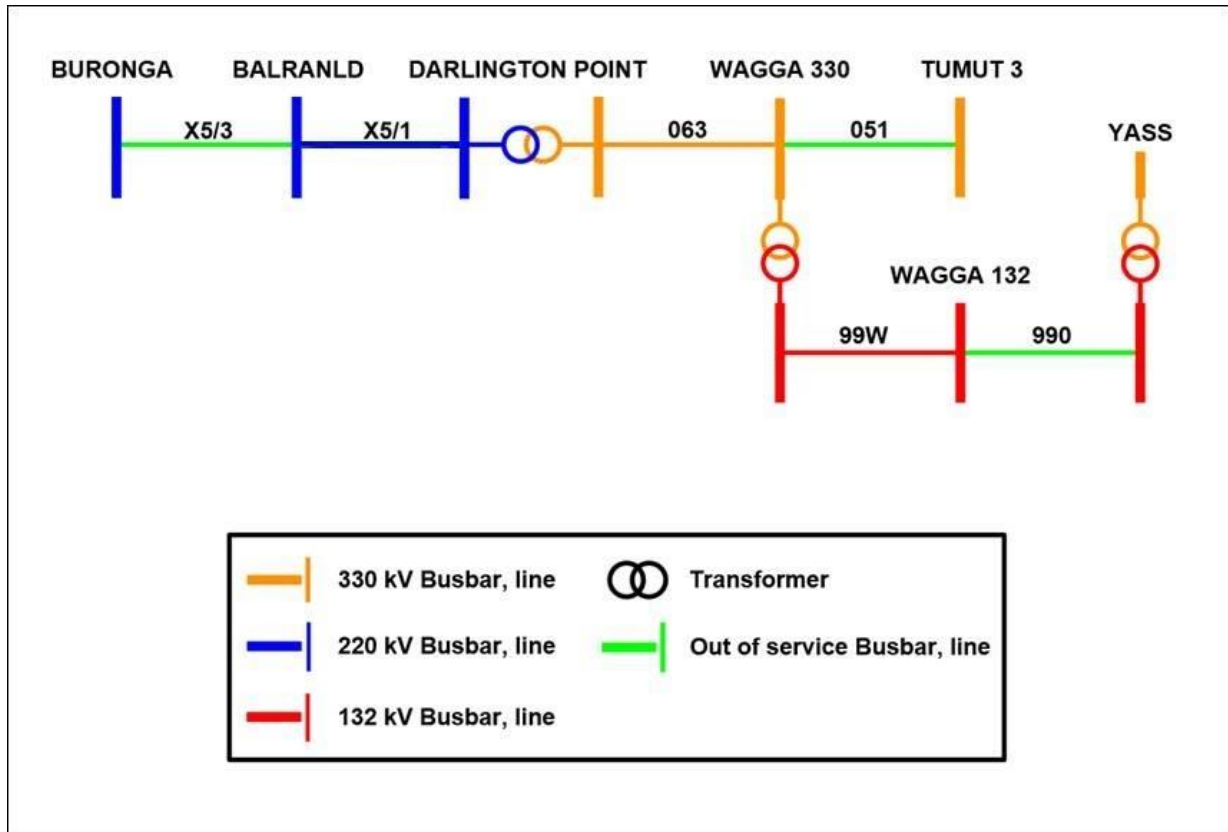 BURONGA BALRANLD DARLINGTON POINT WAGGA 330 TUMUT 3
X5/3 X5/1 063 051
YASS
WAGGA 132
99W 990
330 kV Busbar, line Transformer
220 kV Busbar, line Out of service Busbar, line
132 kV Busbar, line